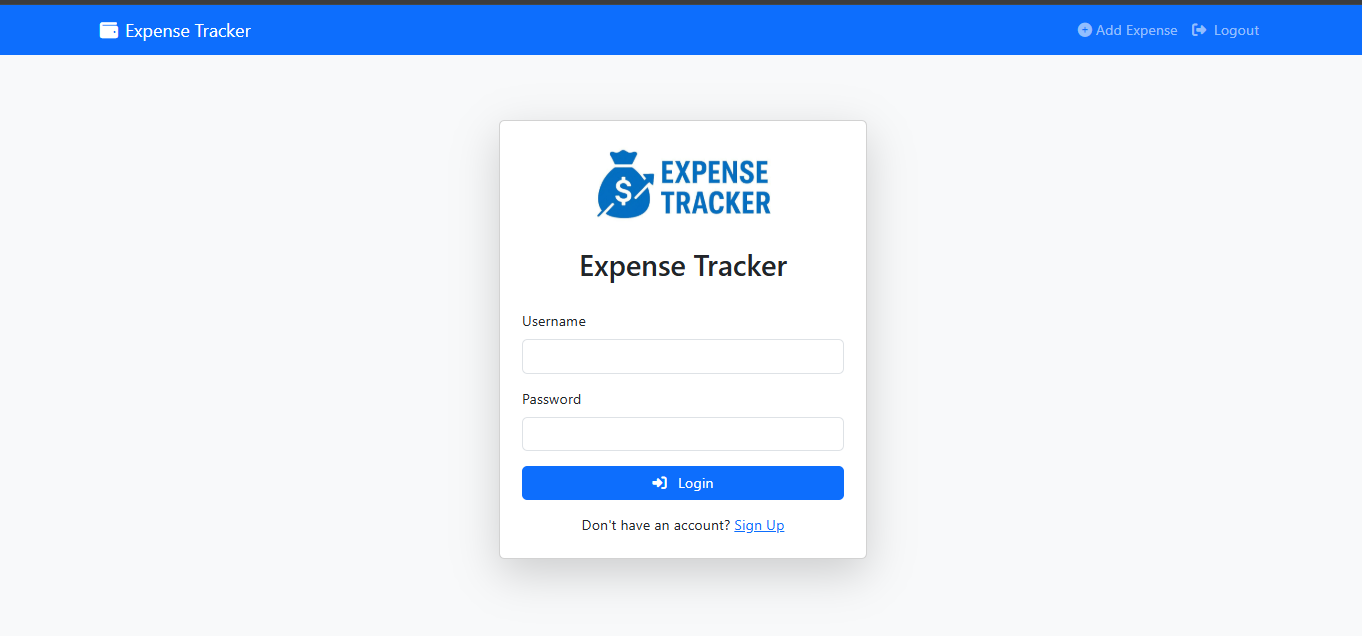 Expense Tracker
Add Expense
Logout
$
EXPENSE
TRACKER
Expense Tracker
Username
Password
Login
Don't have an account? Sign Up